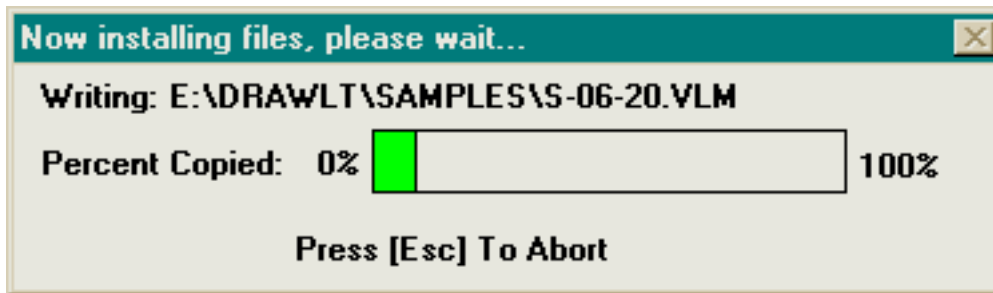 Now installing files, please wait...
Writing: E:\DRAWLT\SAMPLES\S-06-20.VLM
Percent Copied: 0% 100%
Press [Esc] To Abort